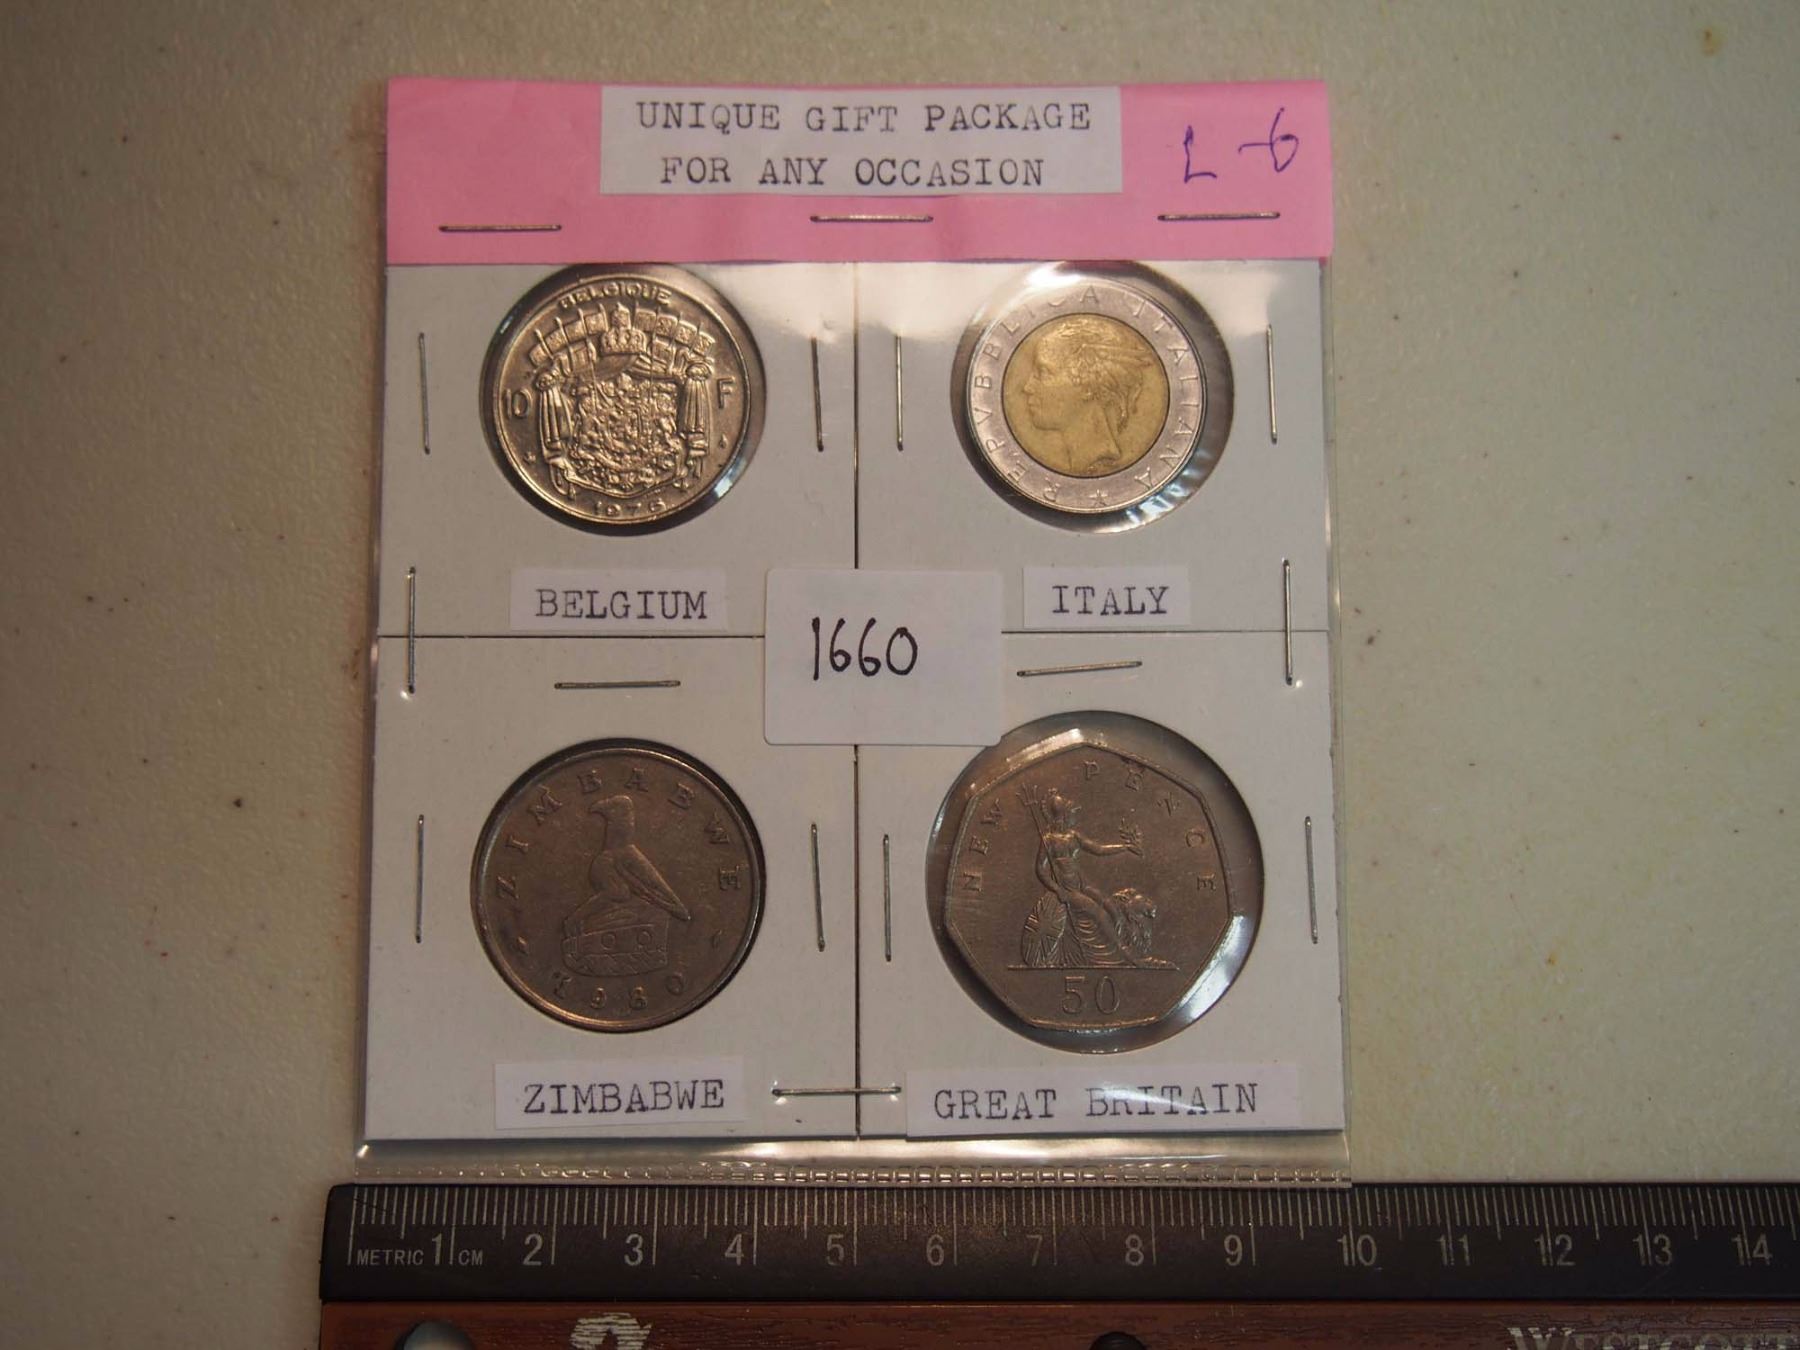 UNIQUE GIFT PACKAGE
FOR ANY OCCASION
L-6
BELGIQUE
10 F
1976
REPVBBLICA ITALIANA
BELGIUM
ITALY
1660
ZIMBABWE
1980
NEW PENCE
50
ZIMBABWE
GREAT BRITAIN
METRIC 1 CM 2 3 4 5 6 7 8 9 10 11 12 13 14
WESTCOTT